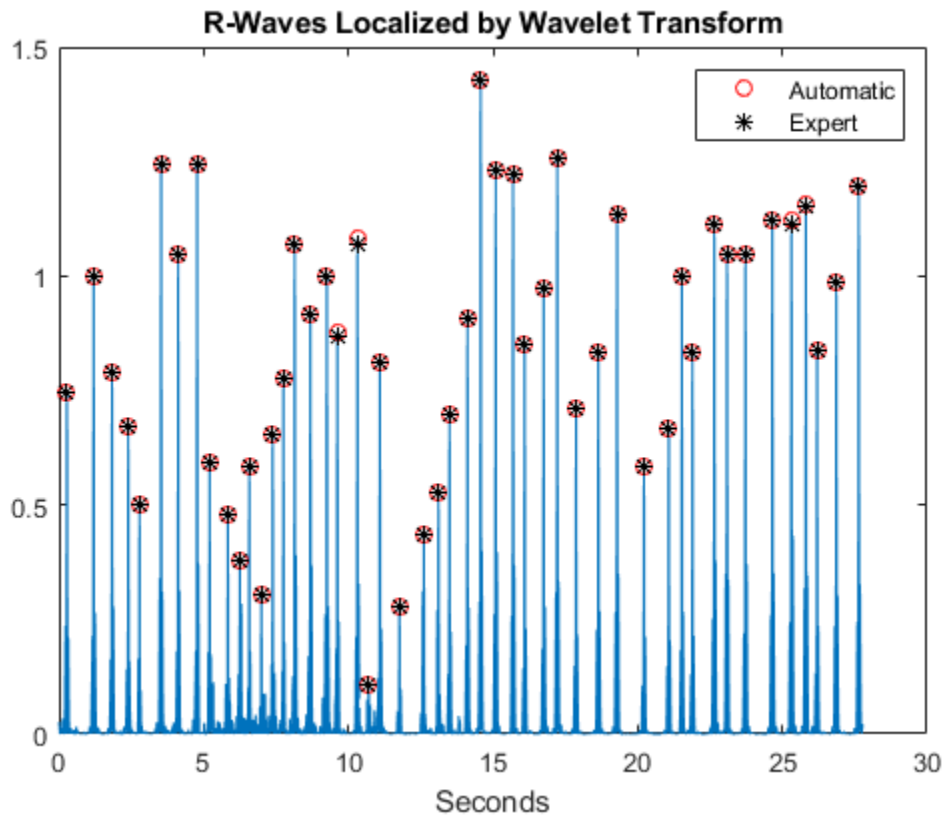 R-Waves Localized by Wavelet Transform
1.5
1
0.5
0
Automatic
Expert
0 5 10 15 20 25 30
Seconds